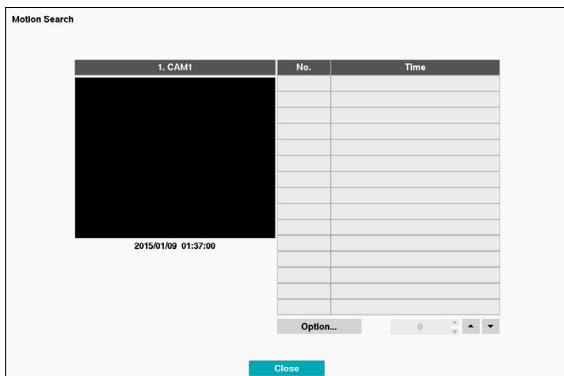 Motion Search
1. CAM1 No. Time
2015/01/09 01:37:00
Option... 0
Close